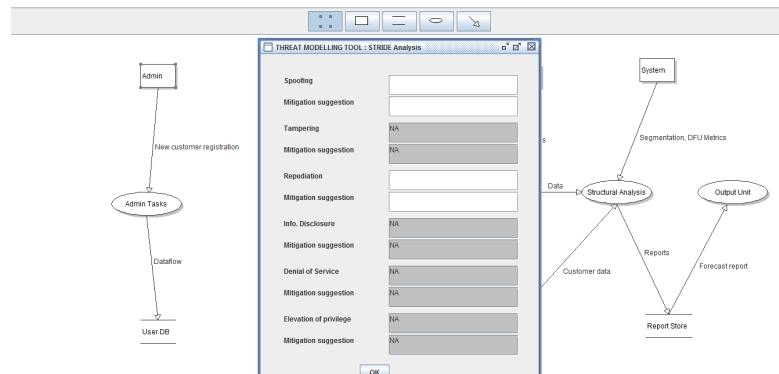 THREAT MODELLING TOOL : STRIDE Analysis
Admin
System
Spoofing
Mitigation suggestion
Tampering
NA
Mitigation suggestion
NA
New customer registration
s
Segmentation, DFU Metrics
Repudiation
Mitigation suggestion
Data
Structural Analysis
Output Unit
Admin Tasks
Info. Disclosure
NA
Mitigation suggestion
NA
Reports
Dataflow
Denial of Service
NA
Customer data
Forecast report
Mitigation suggestion
NA
Elevation of privilege
NA
User DB
Report Store
Mitigation suggestion
NA
OK